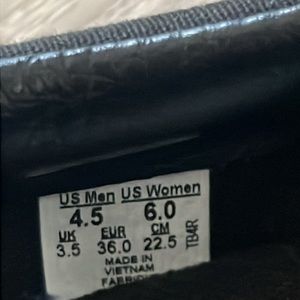 US Men US Women
4.5 6.0
UK EUR CM
3.5 36.0 22.5
TB4R
MADE IN
VIETNAM